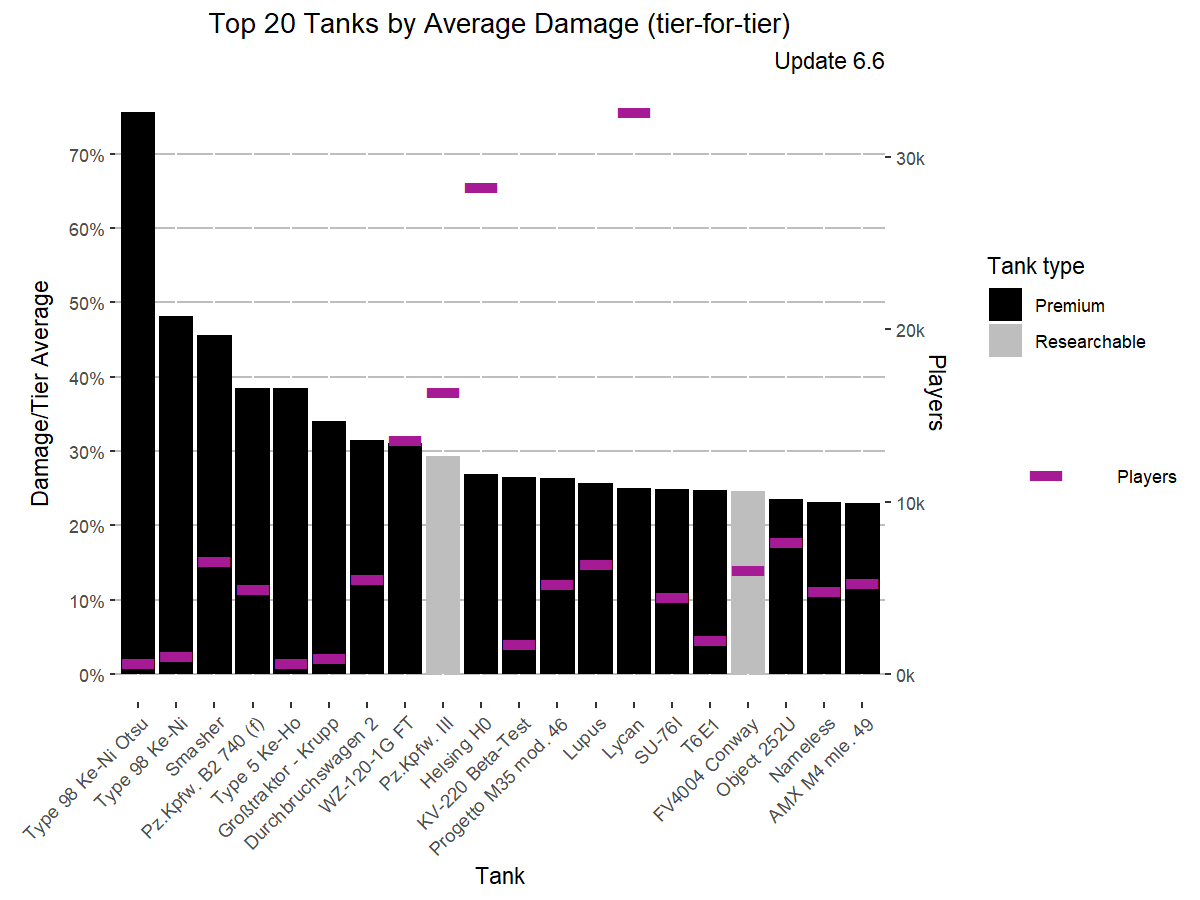 Top 20 Tanks by Average Damage (tier-for-tier)
Update 6.6
Damage/Tier Average
70%
60%
50%
40%
30%
20%
10%
0%
30k
20k
10k
0k
Players
Tank type
Premium
Researchable
Players
Type 98 Ke-Ni Otsu
Type 98 Ke-Ni
Smasher
Pz.Kpfw. B2 740 (f)
Type 5 Ke-Ho
Großtraktor - Krupp
Durchbruchswagen 2
WZ-120-1G FT
Pz.Kpfw. III
Helsing H0
KV-220 Beta-Test
Progetto M35 mod. 46
Lupus
Lycan
SU-76I
T6E1
FV4004 Conway
Object 252U
Nameless
AMX M4 mle. 49
Tank